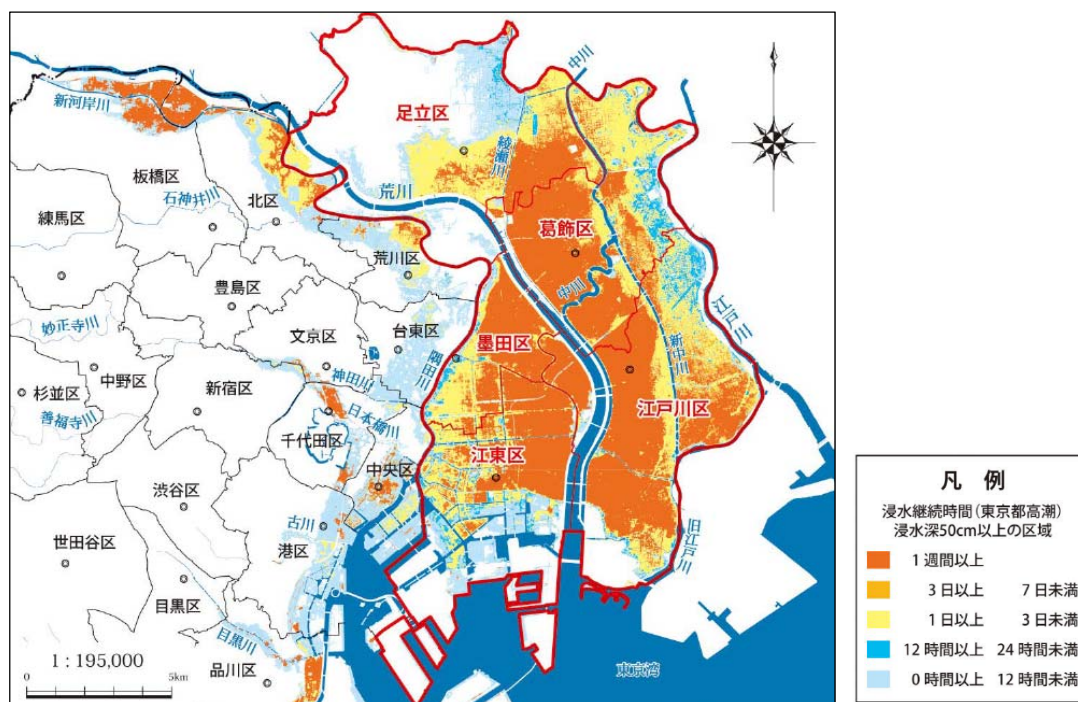 新河岸川
足立区
中川
綾瀬川
板橋区
石神井川
北区
荒川
練馬区
葛飾区
荒川区
豊島区
中川
江戸川
妙正寺川
文京区
台東区
隅田川
墨田区
新中川
中野区
新宿区
神田川
杉並区
善福寺川
日本橋川
江戸川区
千代田区
江東区
中央区
渋谷区
古川
旧江戸川
世田谷区
港区
目黒区
目黒川
1 : 195,000
品川区
東京湾
0
5km
凡 例
浸水継続時間(東京都高潮)
浸水深50cm以上の区域
1週間以上
3日以上 7日未満
1日以上 3日未満
12時間以上 24時間未満
0時間以上 12時間未満